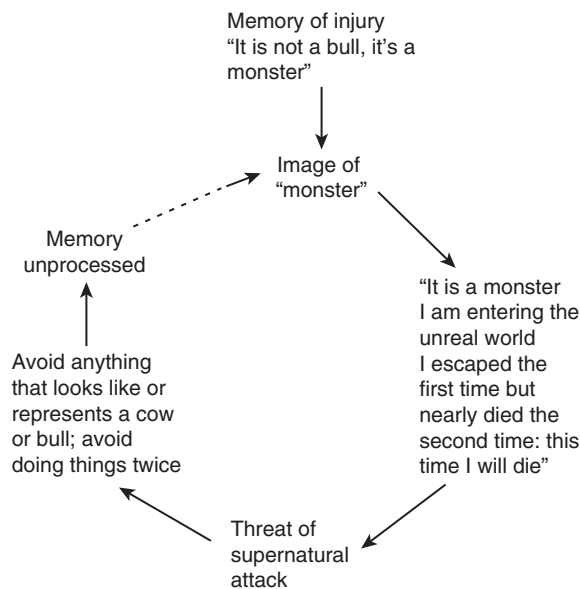 Memory of injury
“It is not a bull, it’s a
monster”
Image of
“monster”
“It is a monster
I am entering the
unreal world
I escaped the
first time but
nearly died the
second time: this
time I will die”
Threat of
supernatural
attack
Avoid anything
that looks like or
represents a cow
or bull; avoid
doing things twice
Memory
unprocessed